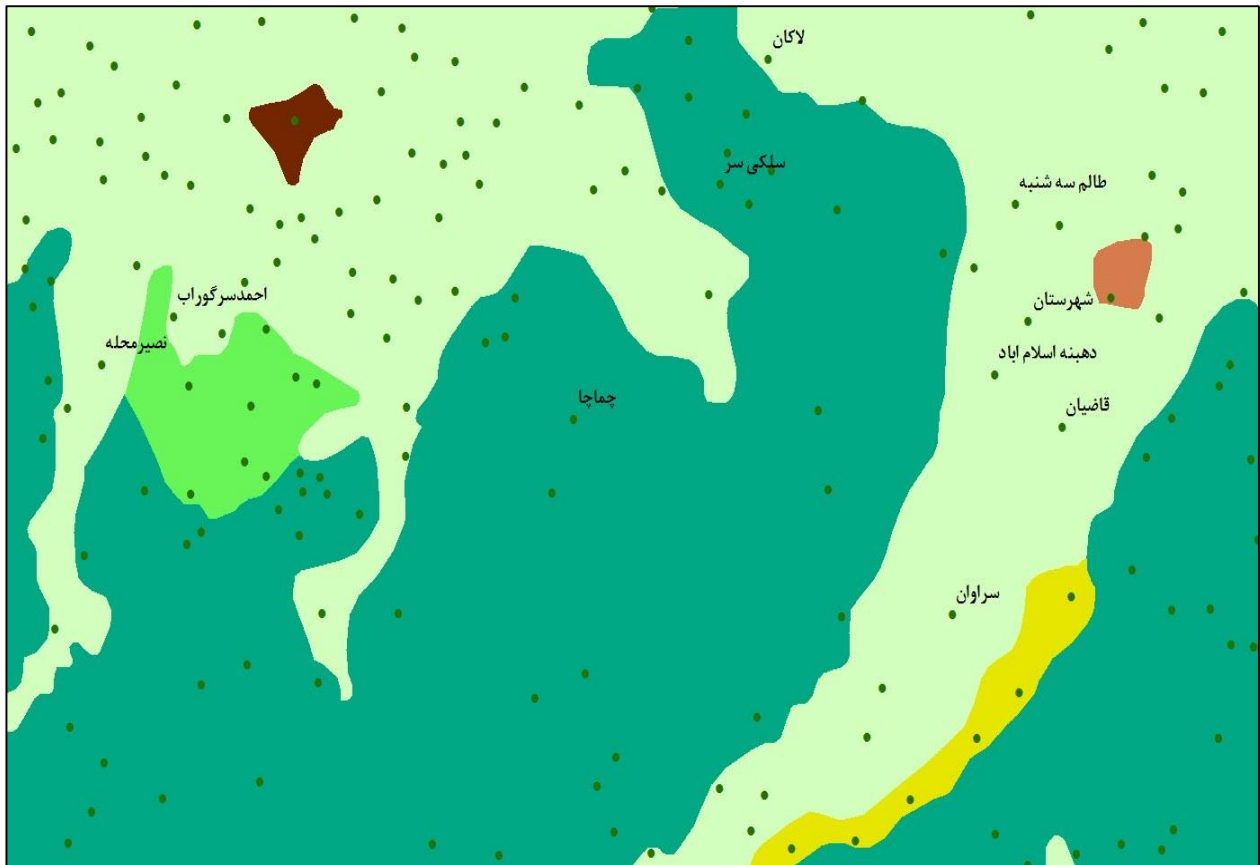 لاکان
سلکی سر
طالم سه شنبه
احمدسرگوراب
شهرستان
نصیرمحله
دهبنه اسلام اباد
چماچا
قاضیان
سراوان